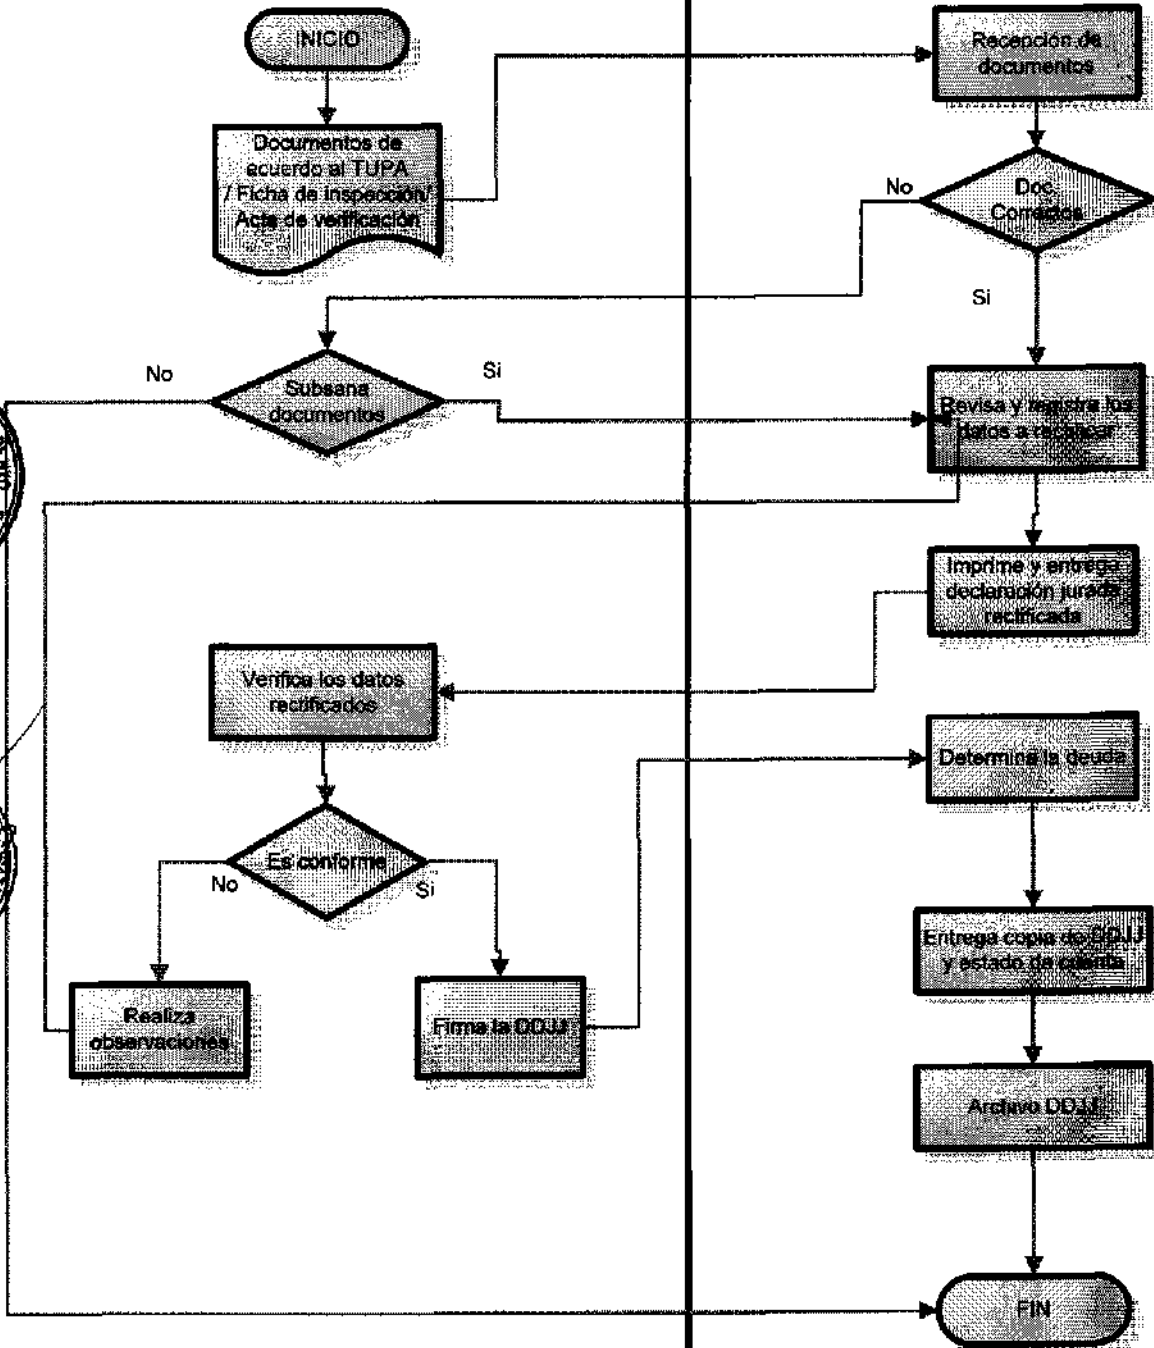 INICIO
Recepción de
documentos
Documentos de
acuerdo al TUPA
/ Ficha de Inspección/
Acta de verificación
No
Doc.
Correctos
Si
No
Subsana
documentos
Si
Revisa y registra los
datos a rectificar
Imprime y entrega
declaración jurada
rectificada
Verifica los datos
rectificados
Determina la deuda
Es conforme
No
Si
Entrega copia de DDJJ
y estado de cuenta
Realiza
observaciones
Firma la DDJJ
Archivo DDJJ
FIN